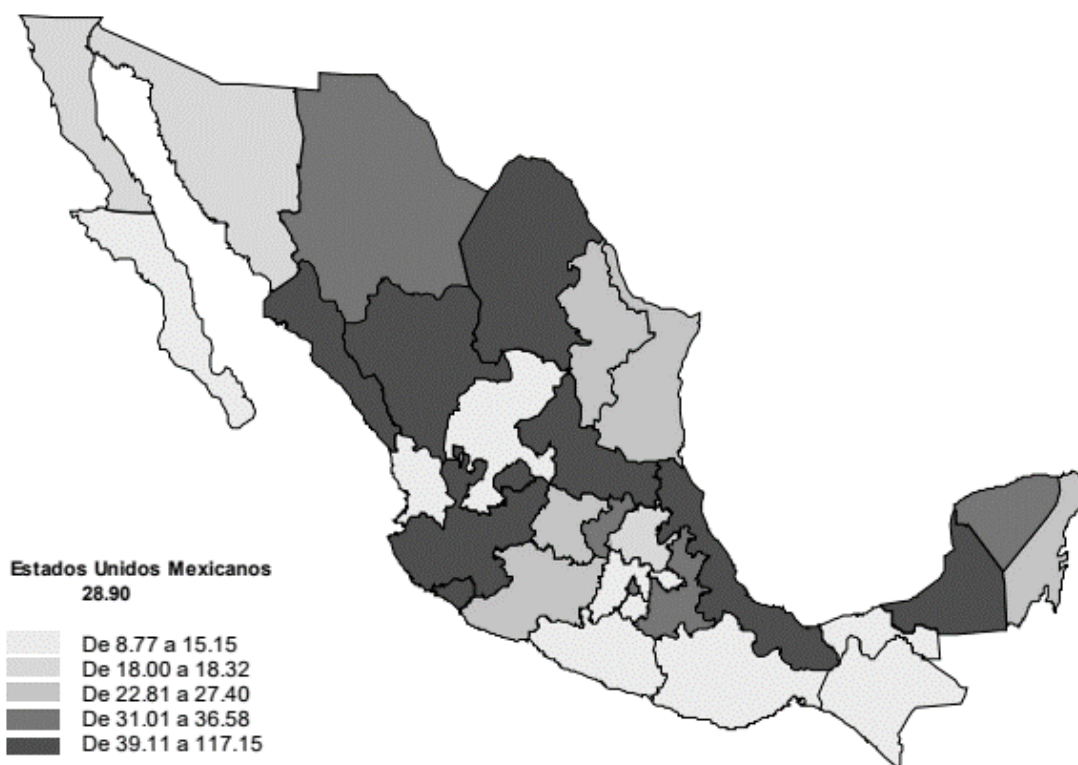 Estados Unidos Mexicanos
28.90
De 8.77 a 15.15
De 18.00 a 18.32
De 22.81 a 27.40
De 31.01 a 36.58
De 39.11 a 117.15